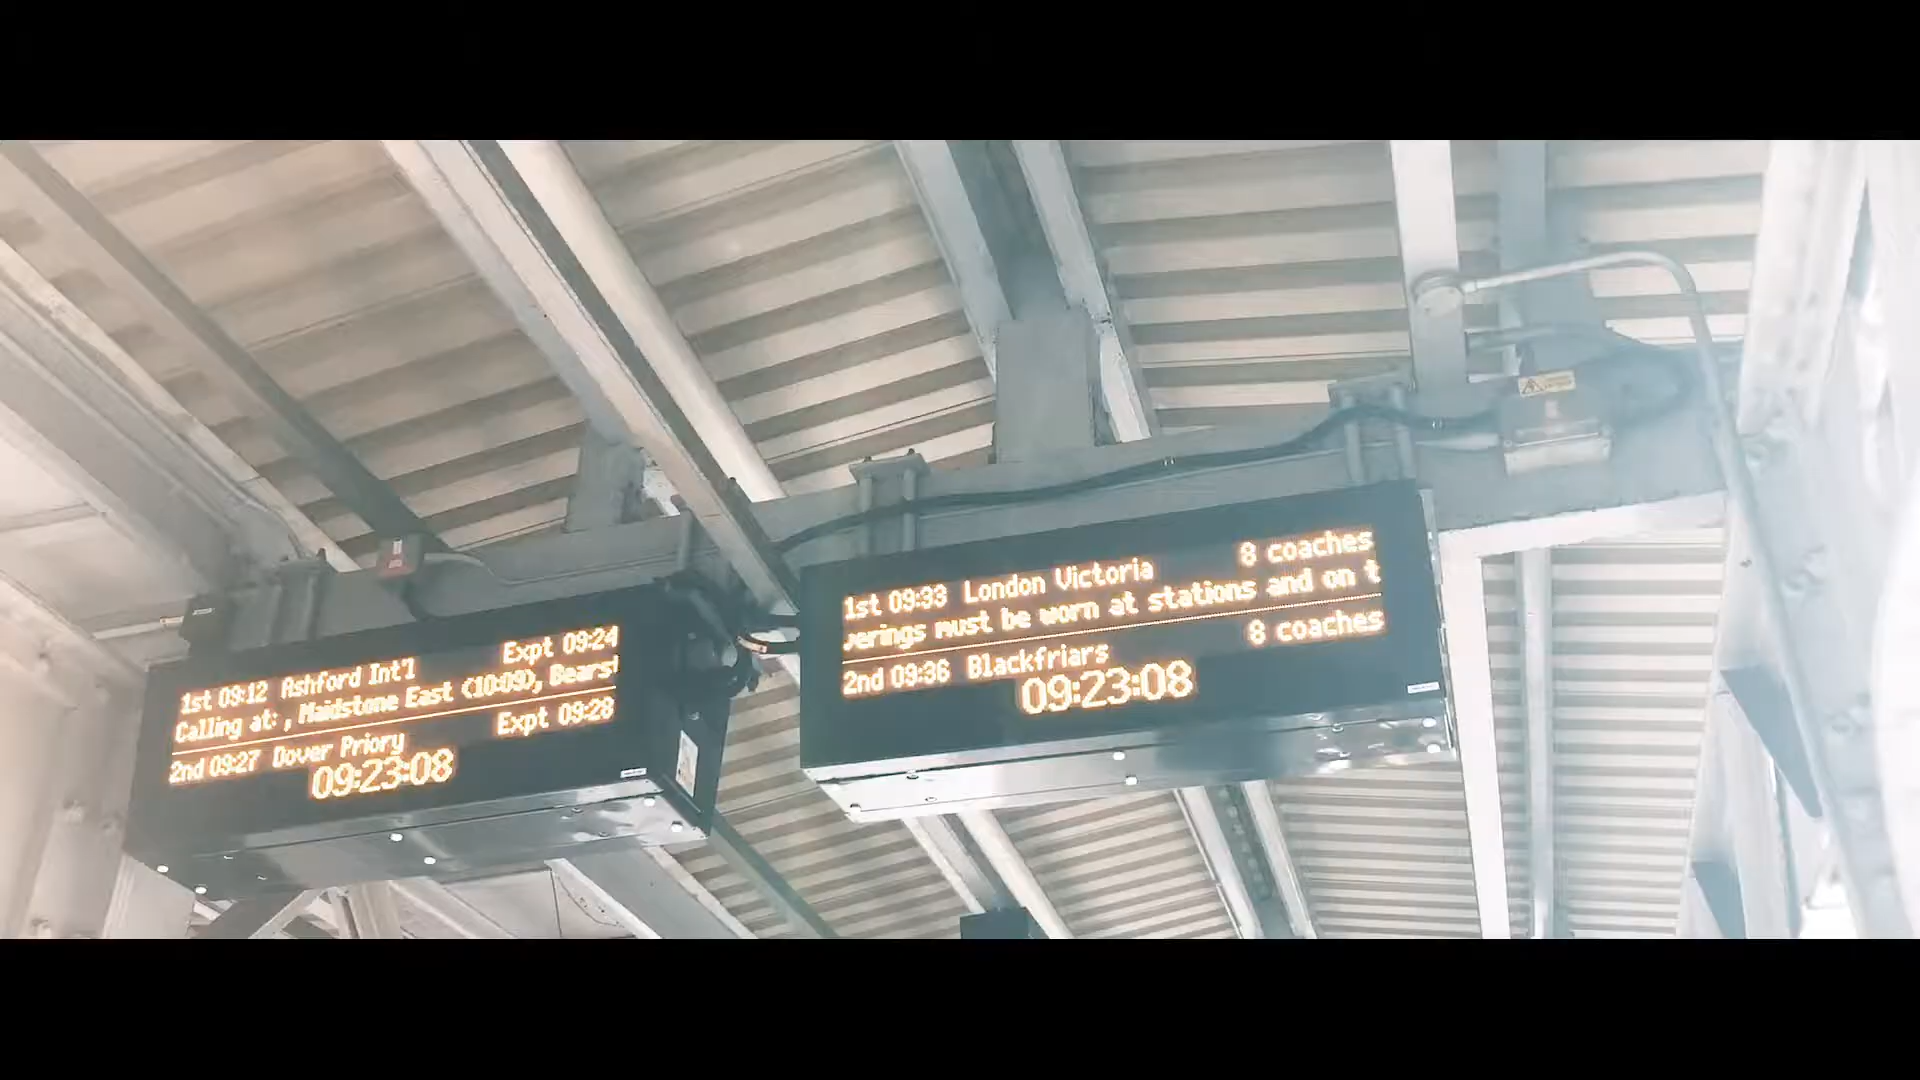 1st 09:12 Ashford Int'l Expt 09:24
Calling at: , Maidstone East (10:09), Bears
2nd 09:27 Dover Priory Expt 09:28
09:23:08
1st 09:33 London Victoria 8 coaches
verings must be worn at stations and on t
2nd 09:36 Blackfriars 8 coaches
09:23:08